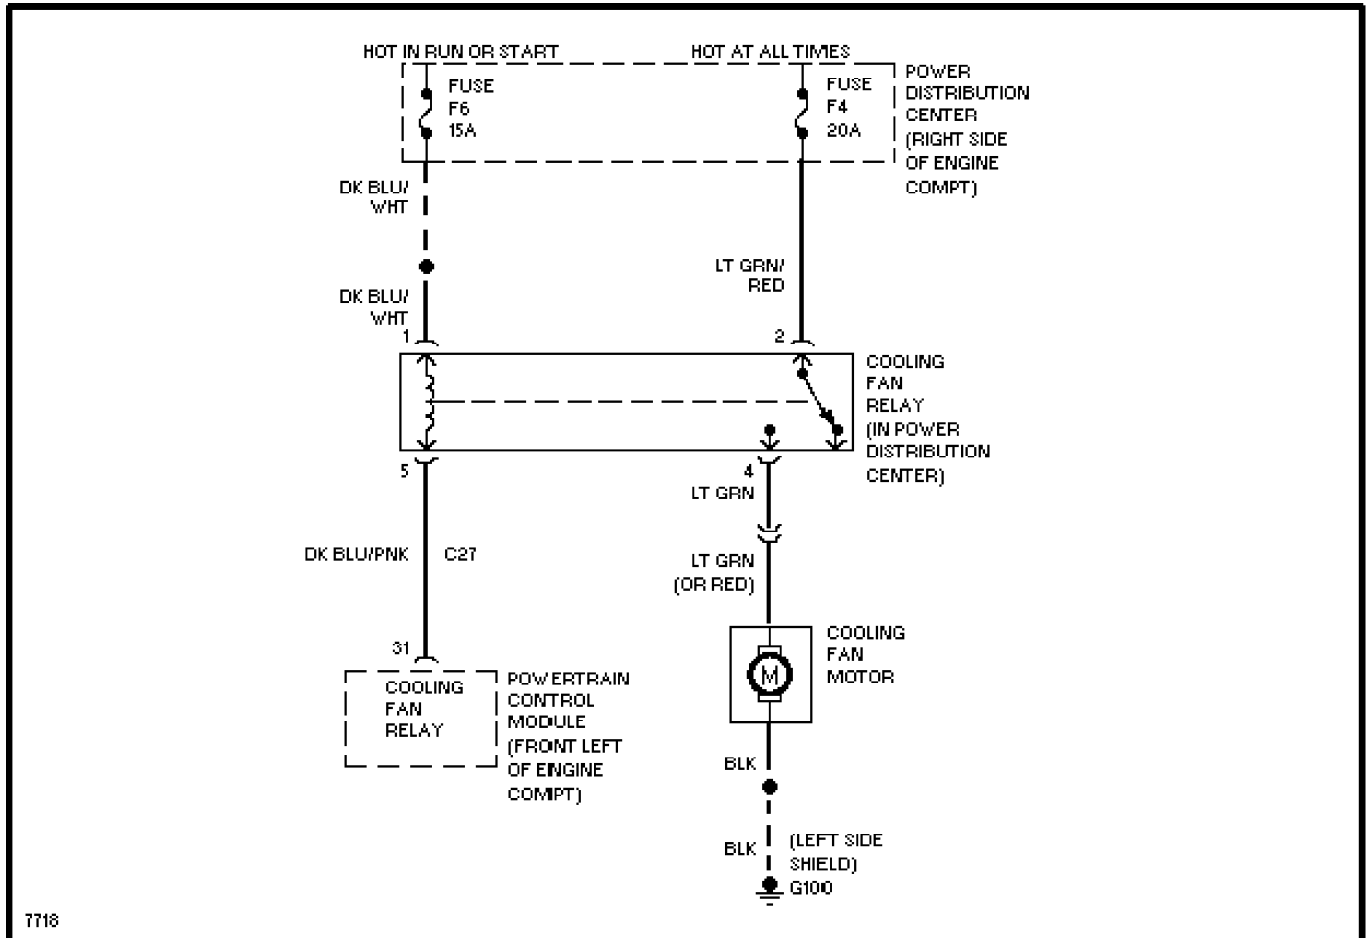 HOT IN RUN OR START
HOT AT ALL TIMES
FUSE
F6
15A
FUSE
F4
20A
POWER
DISTRIBUTION
CENTER
(RIGHT SIDE
OF ENGINE
COMPT)
DK BLU/
WHT
LT GRN/
RED
DK BLU/
WHT
1
2
COOLING
FAN
RELAY
(IN POWER
DISTRIBUTION
CENTER)
5
4
LT GRN
DK BLU/PNK
C27
LT GRN
(OR RED)
31
COOLING
FAN
RELAY
POWERTRAIN
CONTROL
MODULE
(FRONT LEFT
OF ENGINE
COMPT)
COOLING
FAN
MOTOR
M
BLK
BLK
(LEFT SIDE
SHIELD)
G100
7718